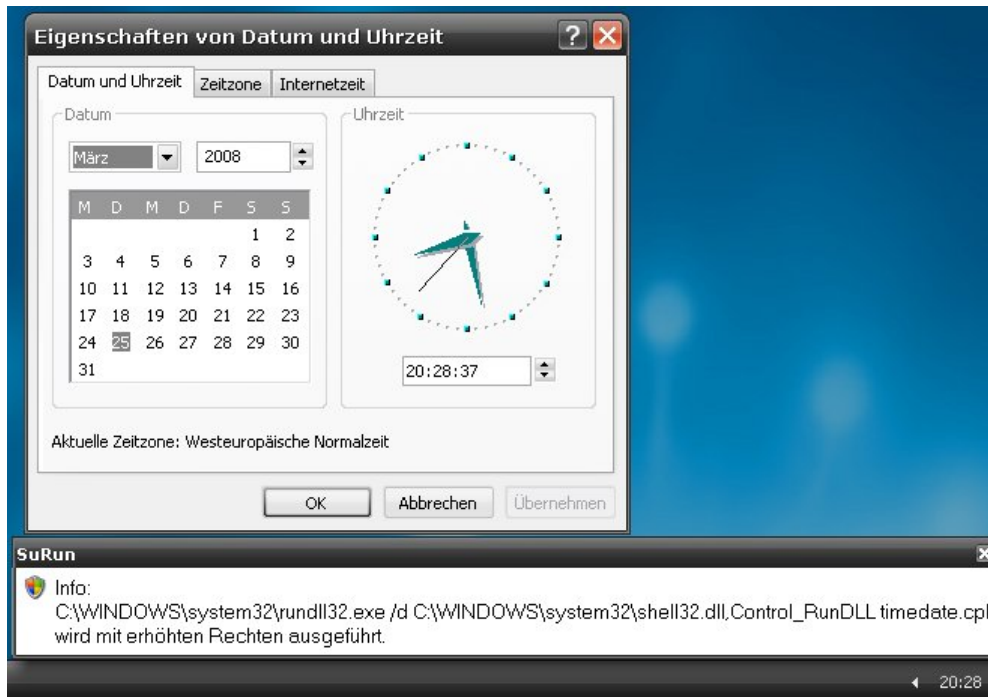 Eigenschaften von Datum und Uhrzeit
Datum und Uhrzeit Zeitzone Internetzeit
Datum
März 2008
M D M D F S S
1 2
3 4 5 6 7 8 9
10 11 12 13 14 15 16
17 18 19 20 21 22 23
24 25 26 27 28 29 30
31
Uhrzeit
20:28:37
Aktuelle Zeitzone: Westeuropäische Normalzeit
OK Abbrechen Übernehmen
SuRun
Info:
C:\WINDOWS\system32\rundll32.exe /d C:\WINDOWS\system32\shell32.dll,Control_RunDLL timedate.cpl
wird mit erhöhten Rechten ausgeführt.
20:28